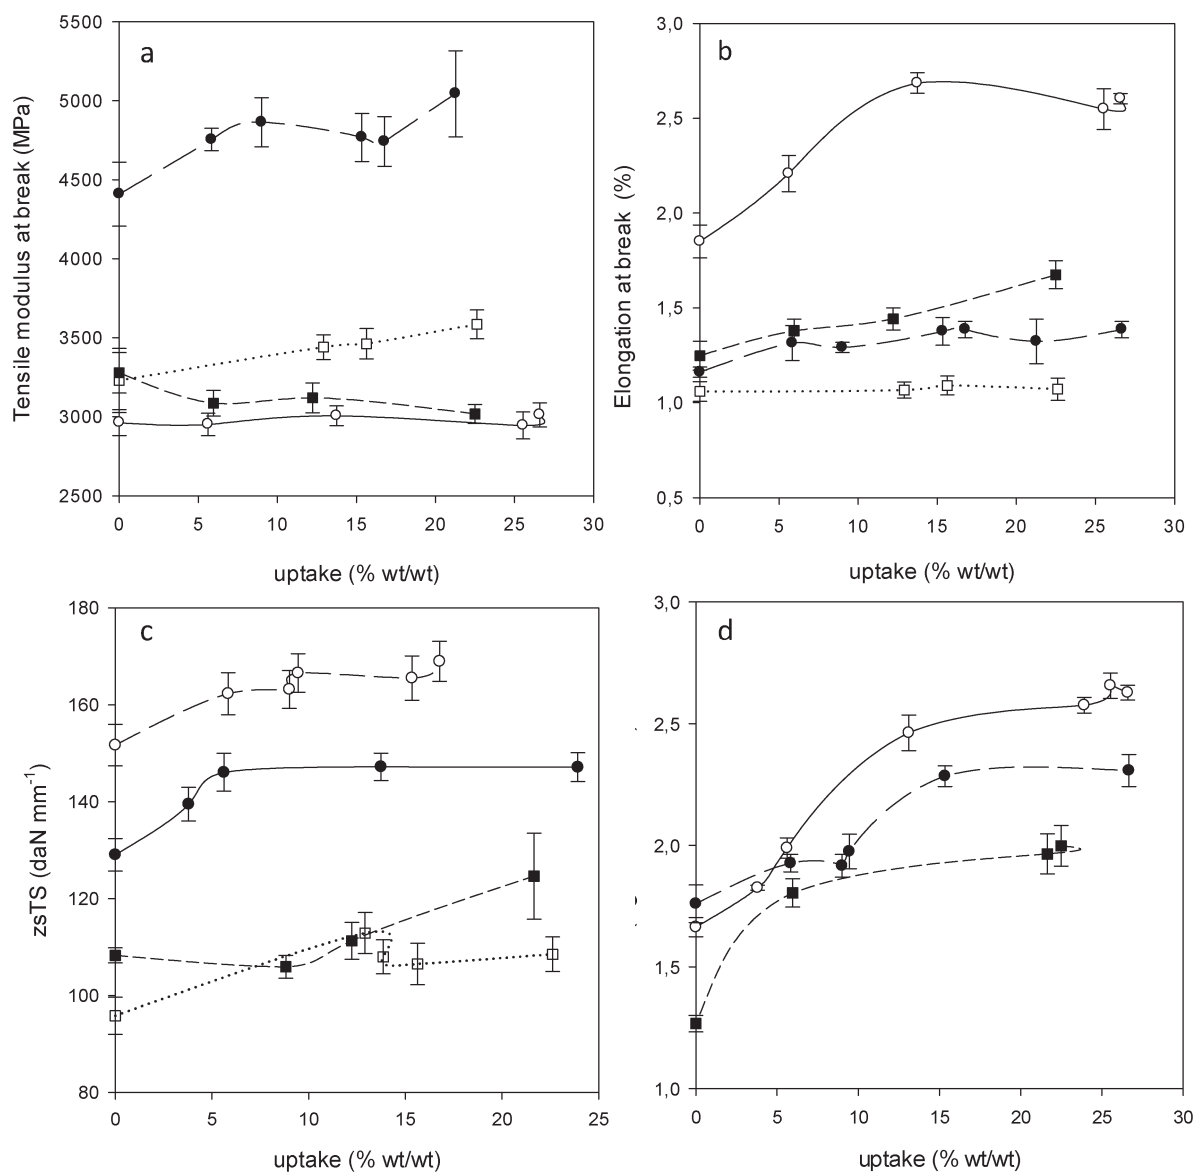 a
Tensile modulus at break (MPa)
5500
5000
4500
4000
3500
3000
2500
0 5 10 15 20 25 30
uptake (% wt/wt)
b
Elongation at break (%)
3,0
2,5
2,0
1,5
1,0
0,5
0 5 10 15 20 25 30
uptake (% wt/wt)
c
zsTS (daN mm⁻¹)
180
160
140
120
100
80
0 5 10 15 20 25
uptake (% wt/wt)
d
3,0
2,5
2,0
1,5
1,0
0 5 10 15 20 25 30
uptake (% wt/wt)